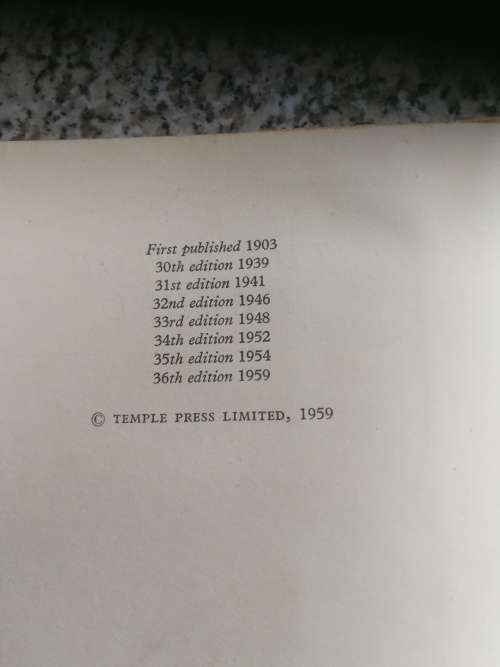 First published 1903
30th edition 1939
31st edition 1941
32nd edition 1946
33rd edition 1948
34th edition 1952
35th edition 1954
36th edition 1959
© TEMPLE PRESS LIMITED, 1959